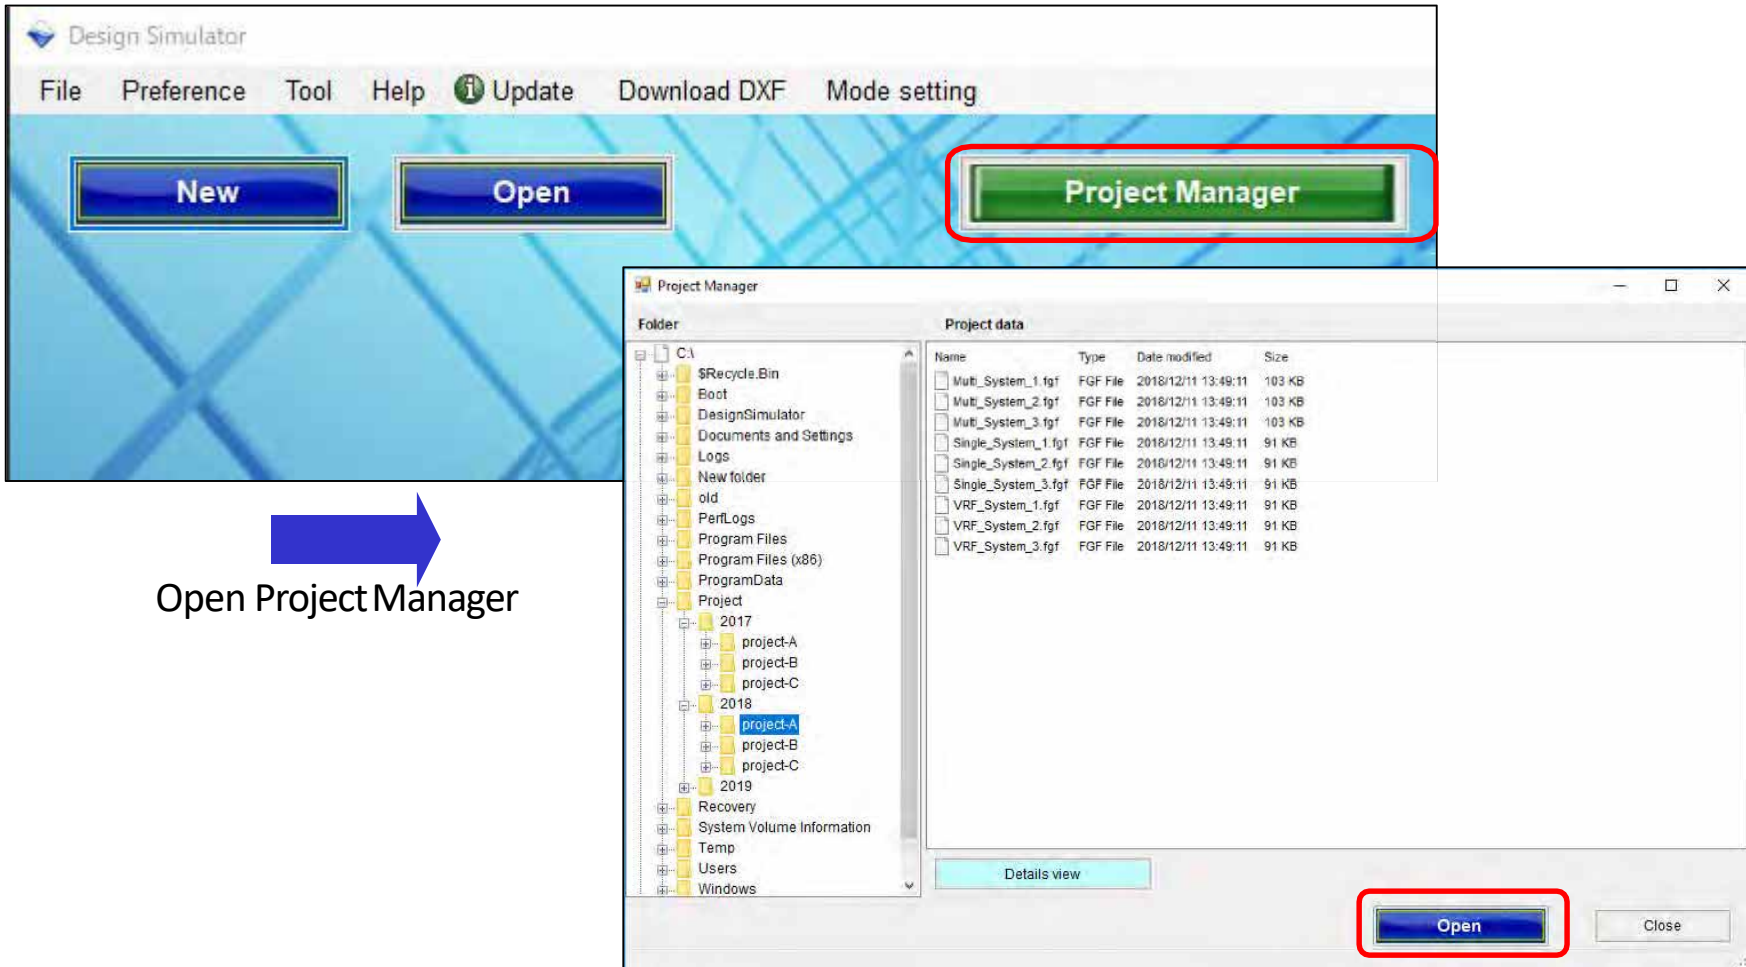 Design Simulator
File Preference Tool Help Update Download DXF Mode setting
New Open Project Manager
Open Project Manager
Project Manager
Folder
C:\
$Recycle.Bin
Boot
DesignSimulator
Documents and Settings
Logs
New folder
old
PerfLogs
Program Files
Program Files (x86)
ProgramData
Project
2017
project-A
project-B
project-C
2018
project-A
project-B
project-C
2019
Recovery
System Volume Information
Temp
Users
Windows
Project data
Name Type Date modified Size
Multi_System_1.fgf FGF File 2018/12/11 13:49:11 103 KB
Multi_System_2.fgf FGF File 2018/12/11 13:49:11 103 KB
Multi_System_3.fgf FGF File 2018/12/11 13:49:11 103 KB
Single_System_1.fgf FGF File 2018/12/11 13:49:11 91 KB
Single_System_2.fgf FGF File 2018/12/11 13:49:11 91 KB
Single_System_3.fgf FGF File 2018/12/11 13:49:11 91 KB
VRF_System_1.fgf FGF File 2018/12/11 13:49:11 91 KB
VRF_System_2.fgf FGF File 2018/12/11 13:49:11 91 KB
VRF_System_3.fgf FGF File 2018/12/11 13:49:11 91 KB
Details view
Open Close